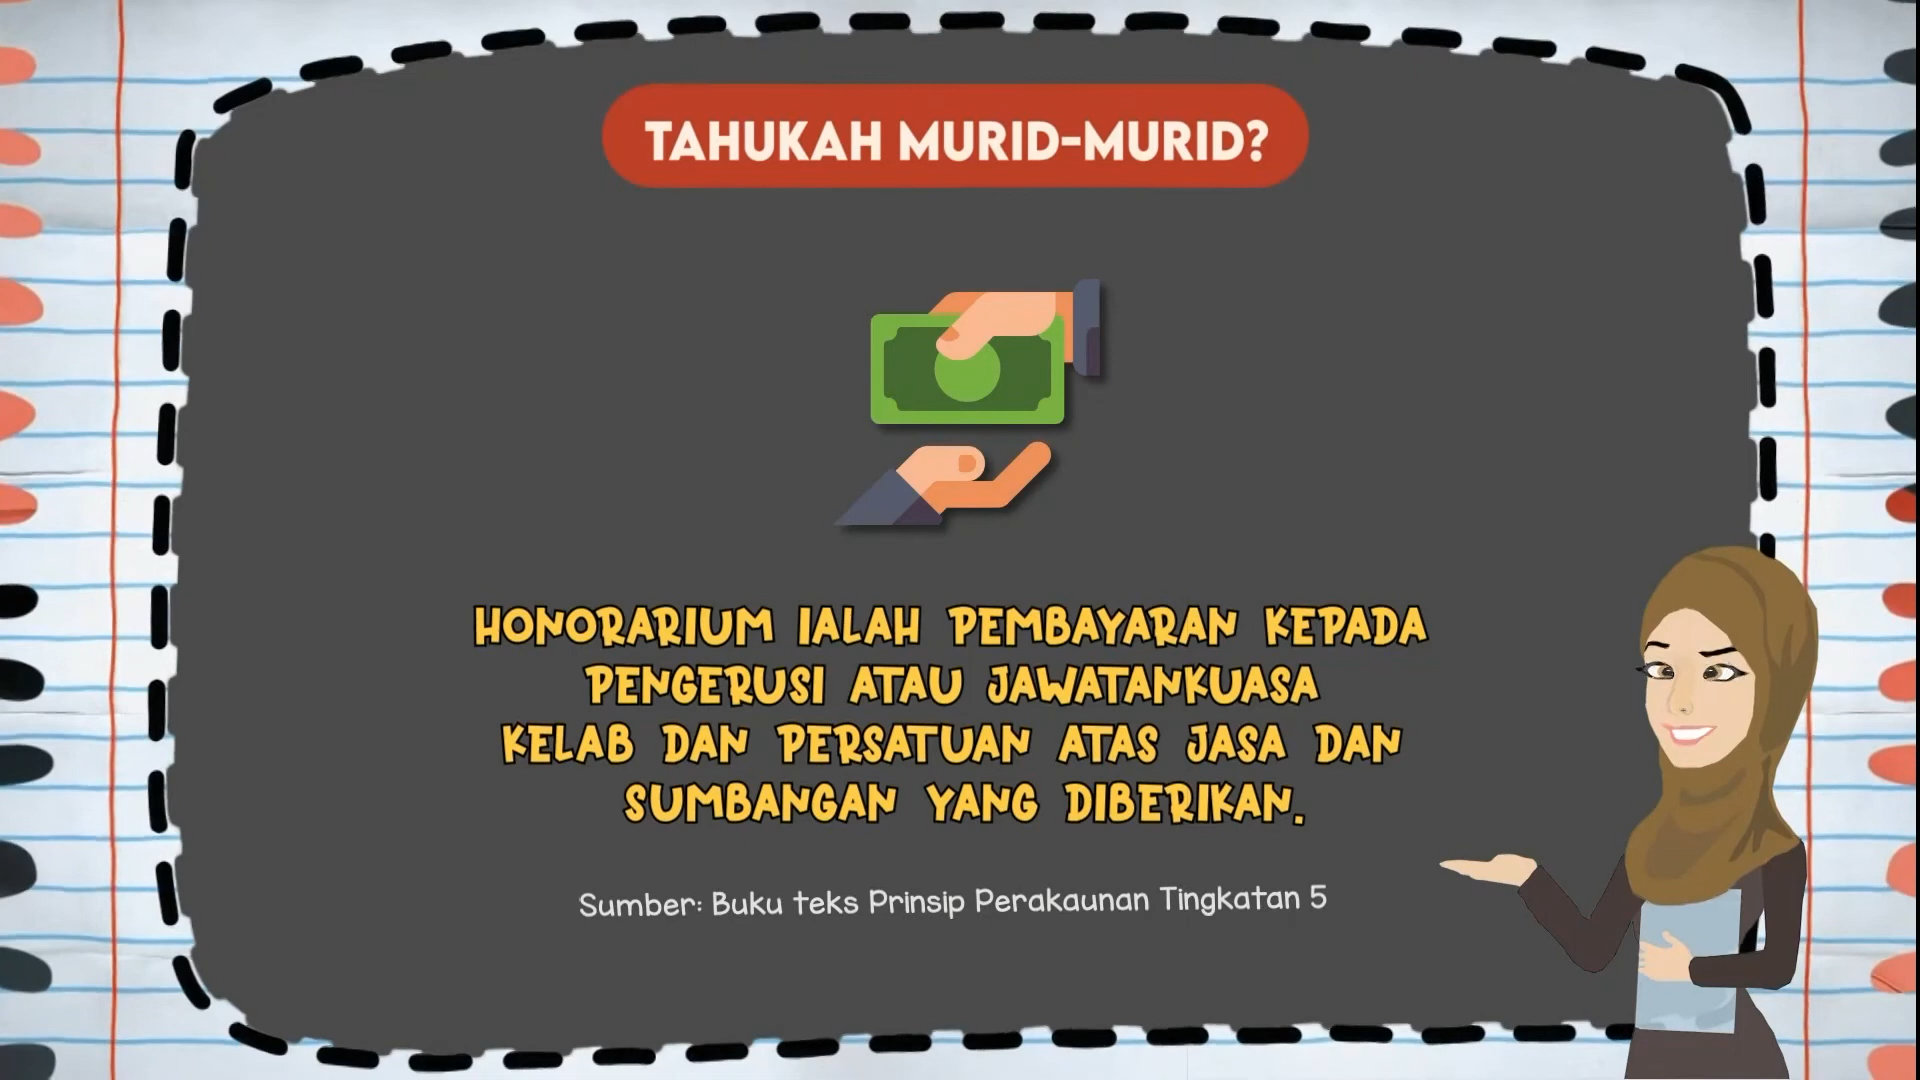 TAHUKAH MURID-MURID?
HONORARIUM IALAH PEMBAYARAN KEPADA
PENGERUSI ATAU JAWATANKUASA
KELAB DAN PERSATUAN ATAS JASA DAN
SUMBANGAN YANG DIBERIKAN.
Sumber: Buku teks Prinsip Perakaunan Tingkatan 5